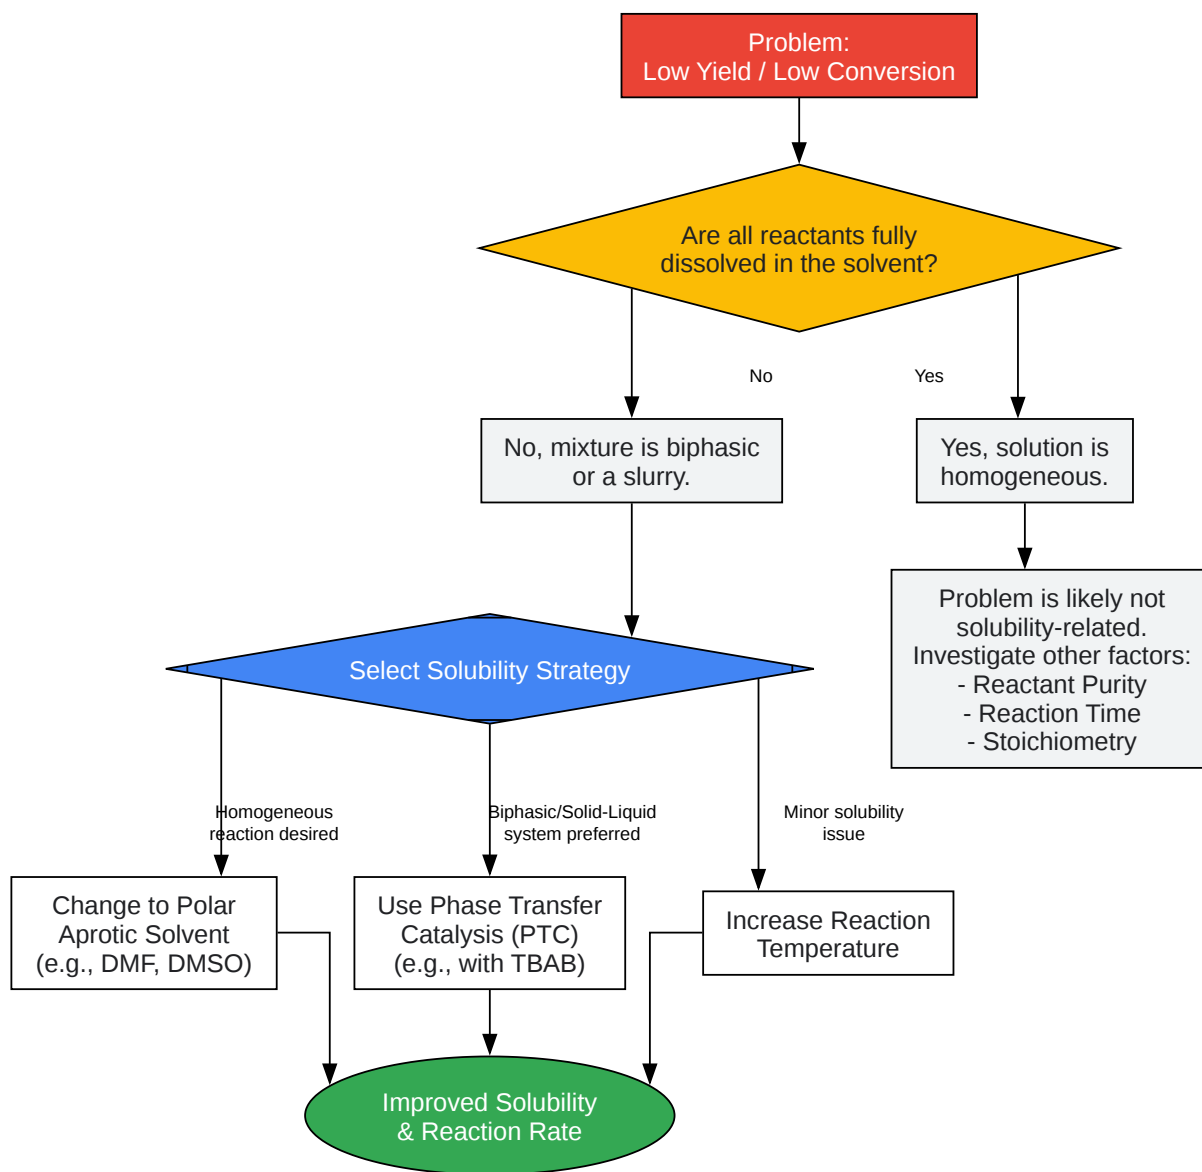 Problem:
Low Yield / Low Conversion
Are all reactants fully
dissolved in the solvent?
No
Yes
No, mixture is biphasic
or a slurry.
Yes, solution is
homogeneous.
Problem is likely not
solubility-related.
Investigate other factors:
- Reactant Purity
- Reaction Time
- Stoichiometry
Select Solubility Strategy
Homogeneous
reaction desired
Biphasic/Solid-Liquid
system preferred
Minor solubility
issue
Change to Polar
Aprotic Solvent
(e.g., DMF, DMSO)
Use Phase Transfer
Catalysis (PTC)
(e.g., with TBAB)
Increase Reaction
Temperature
Improved Solubility
& Reaction Rate